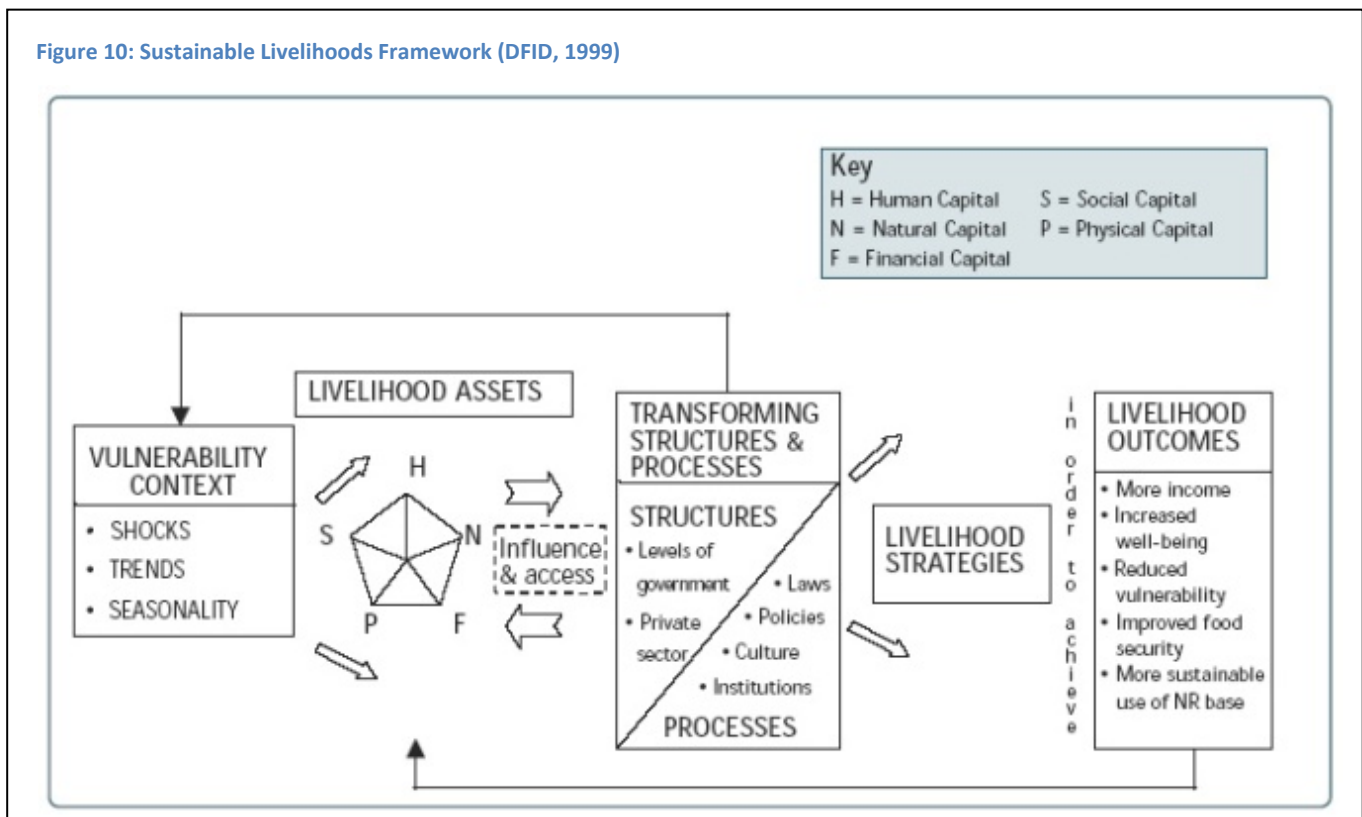 Figure 10: Sustainable Livelihoods Framework (DFID, 1999)
Key
H = Human Capital S = Social Capital
N = Natural Capital P = Physical Capital
F = Financial Capital
LIVELIHOOD ASSETS
VULNERABILITY
CONTEXT
• SHOCKS
• TRENDS
• SEASONALITY
H
S
N
P
F
Influence
& access
TRANSFORMING
STRUCTURES &
PROCESSES
STRUCTURES
• Levels of
government
• Private
sector
• Laws
• Policies
• Culture
• Institutions
PROCESSES
LIVELIHOOD
STRATEGIES
in order to achieve
LIVELIHOOD
OUTCOMES
• More income
• Increased
well-being
• Reduced
vulnerability
• Improved food
security
• More sustainable
use of NR base